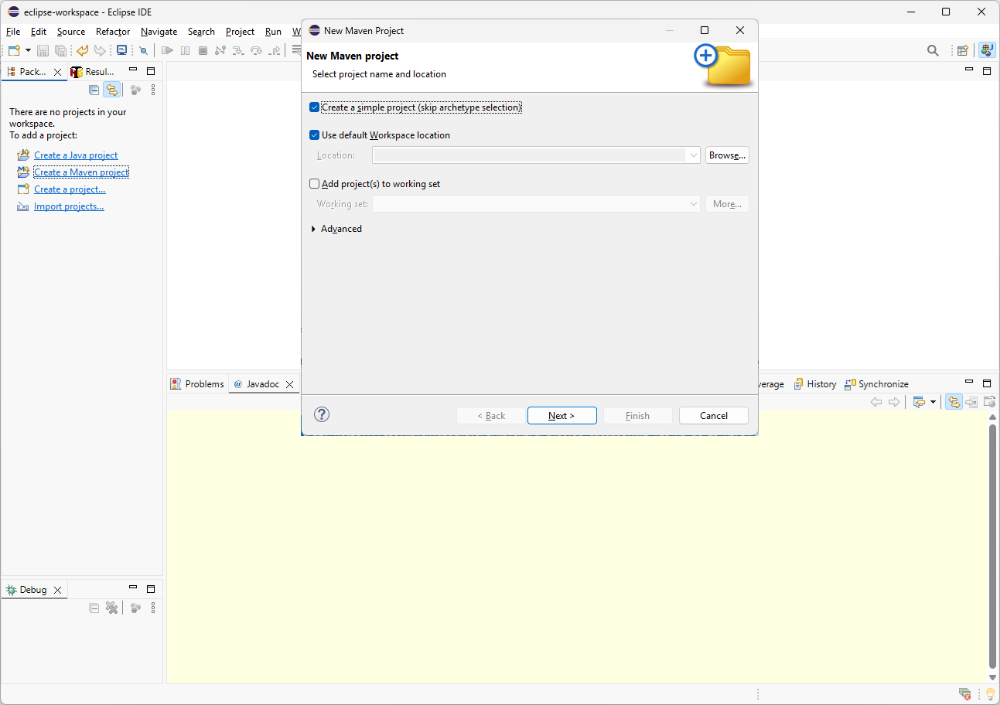 eclipse-workspace - Eclipse IDE
File Edit Source Refactor Navigate Search Project Run W
New Maven Project
New Maven project
Select project name and location
Pack...
Resul...
There are no projects in your
workspace.
To add a project:
Create a Java project
Create a Maven project
Create a project...
Import projects...
Create a simple project (skip archetype selection)
Use default Workspace location
Location:
Browse...
Add project(s) to working set
Working set:
More...
Advanced
< Back
Next >
Finish
Cancel
Problems
@ Javadoc
verage
History
Synchronize
Debug